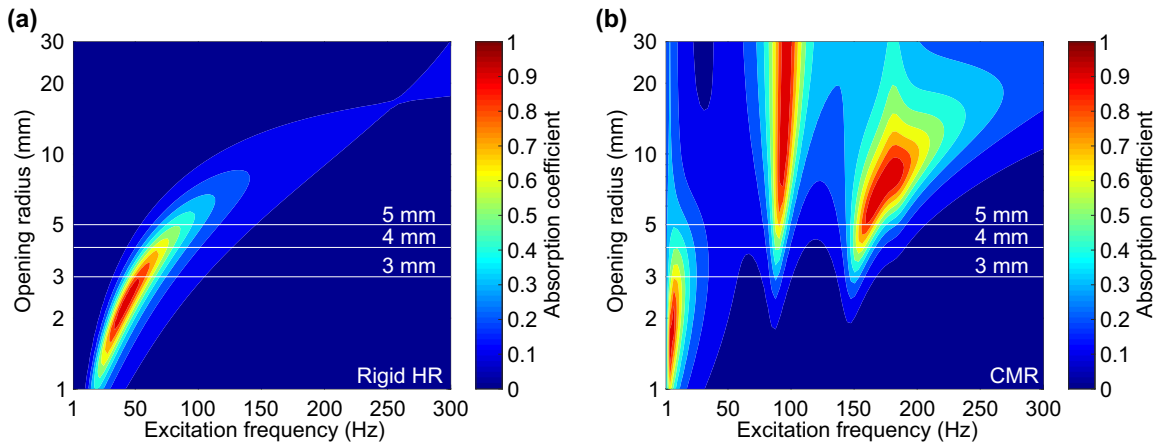 (a)
Opening radius (mm)
30
20
10
5
3
2
1
5 mm
4 mm
3 mm
Rigid HR
1 50 100 150 200 250 300
Excitation frequency (Hz)
1
0.9
0.8
0.7
0.6
0.5
0.4
0.3
0.2
0.1
0
Absorption coefficient
(b)
Opening radius (mm)
30
20
10
5
3
2
1
5 mm
4 mm
3 mm
CMR
1 50 100 150 200 250 300
Excitation frequency (Hz)
1
0.9
0.8
0.7
0.6
0.5
0.4
0.3
0.2
0.1
0
Absorption coefficient